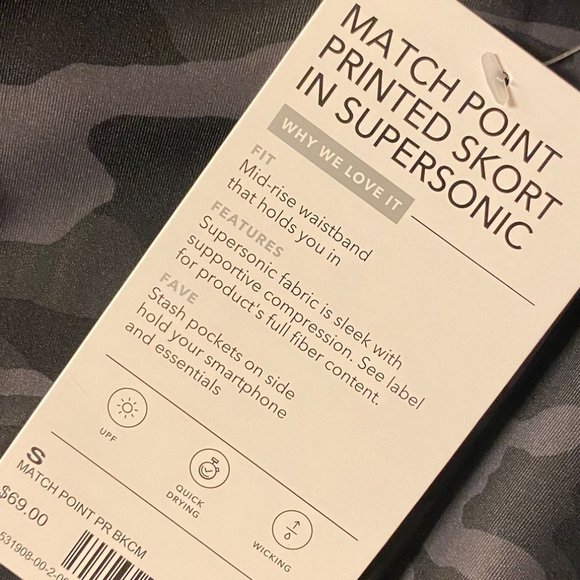 MATCH POINT
PRINTED SKORT
IN SUPERSONIC
WHY WE LOVE IT
FIT
Mid-rise waistband
that holds you in
FEATURES
Supersonic fabric is sleek with
supportive compression. See label
for product's full fiber content.
FAVE
Stash pockets on side
hold your smartphone
and essentials
UPF
QUICK
DRYING
WICKING
S
MATCH POINT PR BKCM
$69.00